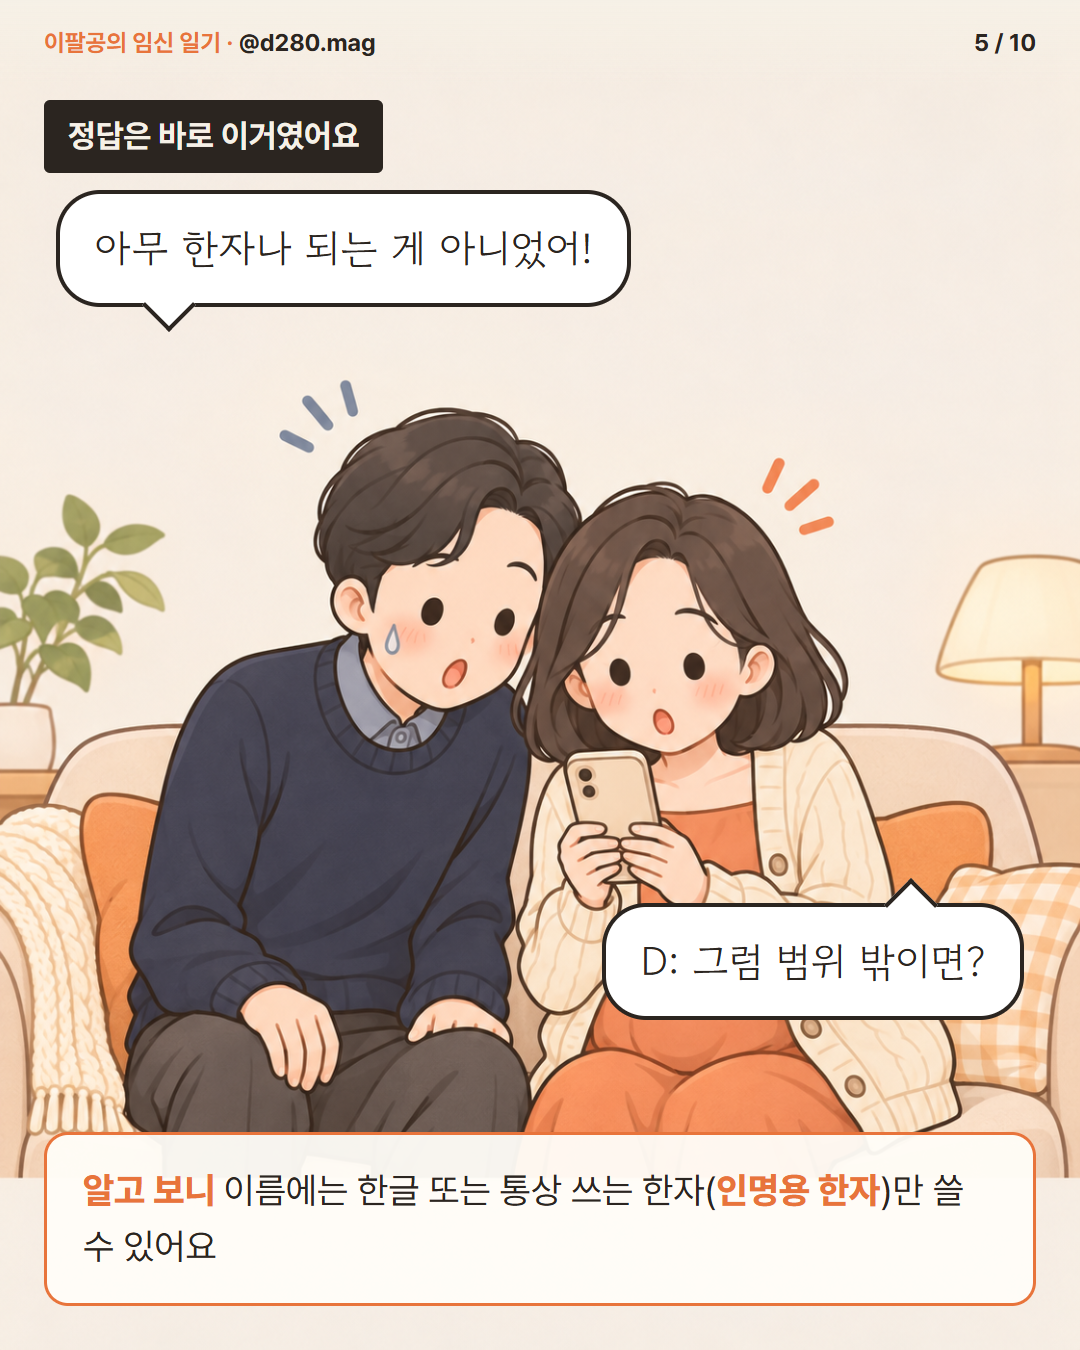 이팔공의 임신 일기 · @d280.mag
5 / 10
정답은 바로 이거였어요
아무 한자나 되는 게 아니었어!
D: 그럼 범위 밖이면?
알고 보니 이름에는 한글 또는 통상 쓰는 한자(인명용 한자)만 쓸
수 있어요